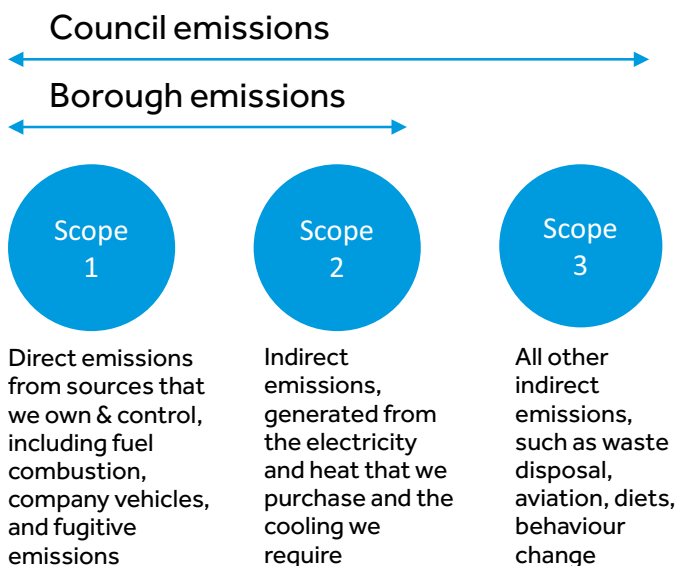 Council emissions
Borough emissions
Scope
1
Scope
2
Scope
3
Direct emissions
from sources that
we own & control,
including fuel
combustion,
company vehicles,
and fugitive
emissions
Indirect
emissions,
generated from
the electricity
and heat that we
purchase and the
cooling we
require
All other
indirect
emissions,
such as waste
disposal,
aviation, diets,
behaviour
change